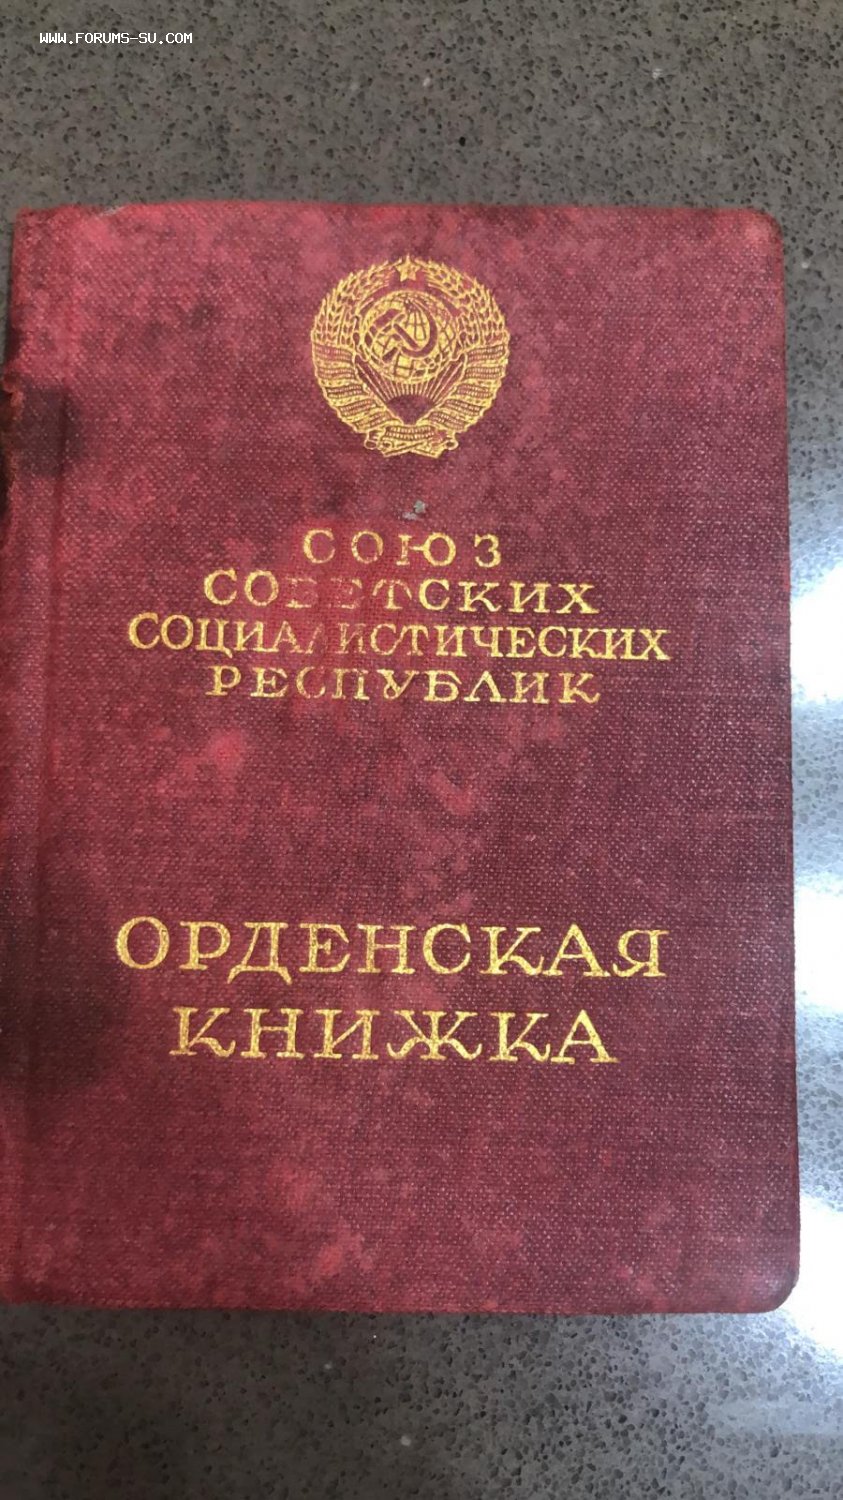 WWW.FORUMS-SU.COM
СОЮЗ
СОВЕТСКИХ
СОЦИАЛИСТИЧЕСКИХ
РЕСПУБЛИК
ОРДЕНСКАЯ
КНИЖКА